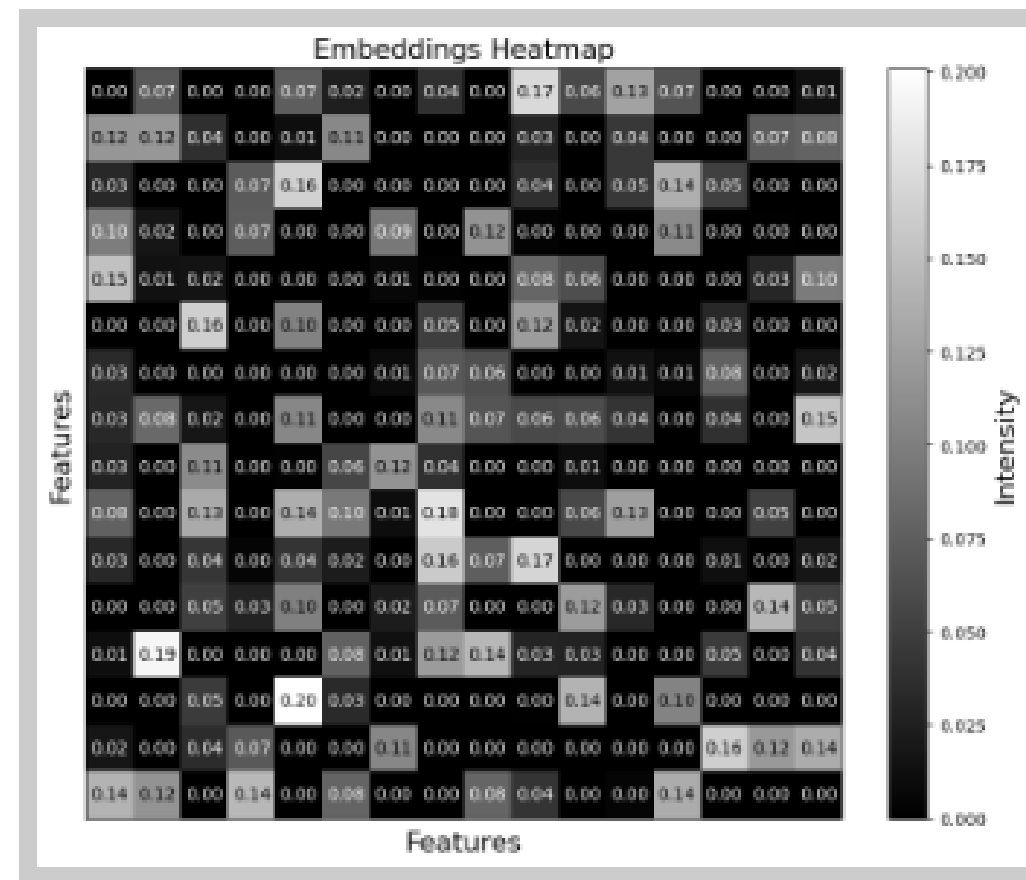 Embeddings Heatmap
0.00 0.07 0.00 0.00 0.07 0.02 0.00 0.04 0.00 0.17 0.06 0.13 0.07 0.00 0.00 0.01
0.12 0.12 0.04 0.00 0.01 0.11 0.00 0.00 0.00 0.03 0.00 0.04 0.00 0.00 0.07 0.08
0.03 0.00 0.00 0.07 0.16 0.00 0.00 0.00 0.00 0.04 0.00 0.05 0.14 0.05 0.00 0.00
0.10 0.02 0.00 0.07 0.00 0.00 0.09 0.00 0.12 0.00 0.00 0.00 0.11 0.00 0.00 0.00
0.15 0.01 0.02 0.00 0.00 0.00 0.01 0.00 0.00 0.08 0.06 0.00 0.00 0.00 0.03 0.10
0.00 0.00 0.16 0.00 0.10 0.00 0.00 0.05 0.00 0.12 0.02 0.00 0.00 0.03 0.00 0.00
0.03 0.00 0.00 0.00 0.00 0.00 0.01 0.07 0.06 0.00 0.00 0.01 0.01 0.08 0.00 0.02
0.03 0.08 0.02 0.00 0.11 0.00 0.00 0.11 0.07 0.06 0.06 0.04 0.00 0.04 0.00 0.15
0.03 0.00 0.11 0.00 0.00 0.06 0.12 0.04 0.00 0.00 0.01 0.00 0.00 0.00 0.00 0.00
0.08 0.00 0.13 0.00 0.14 0.10 0.01 0.18 0.00 0.00 0.06 0.13 0.00 0.00 0.05 0.00
0.03 0.00 0.04 0.00 0.04 0.02 0.00 0.16 0.07 0.17 0.00 0.00 0.00 0.01 0.00 0.02
0.00 0.00 0.05 0.03 0.10 0.00 0.02 0.07 0.00 0.00 0.12 0.03 0.00 0.00 0.14 0.05
0.01 0.19 0.00 0.00 0.00 0.08 0.01 0.12 0.14 0.03 0.03 0.00 0.00 0.05 0.00 0.04
0.00 0.00 0.05 0.00 0.20 0.03 0.00 0.00 0.00 0.00 0.14 0.00 0.10 0.00 0.00 0.00
0.02 0.00 0.04 0.07 0.00 0.00 0.11 0.00 0.00 0.00 0.00 0.00 0.00 0.16 0.12 0.14
0.14 0.12 0.00 0.14 0.00 0.08 0.00 0.00 0.08 0.04 0.00 0.00 0.14 0.00 0.00 0.00
Features
Features
0.200
0.175
0.150
0.125
0.100
0.075
0.050
0.025
0.000
Intensity